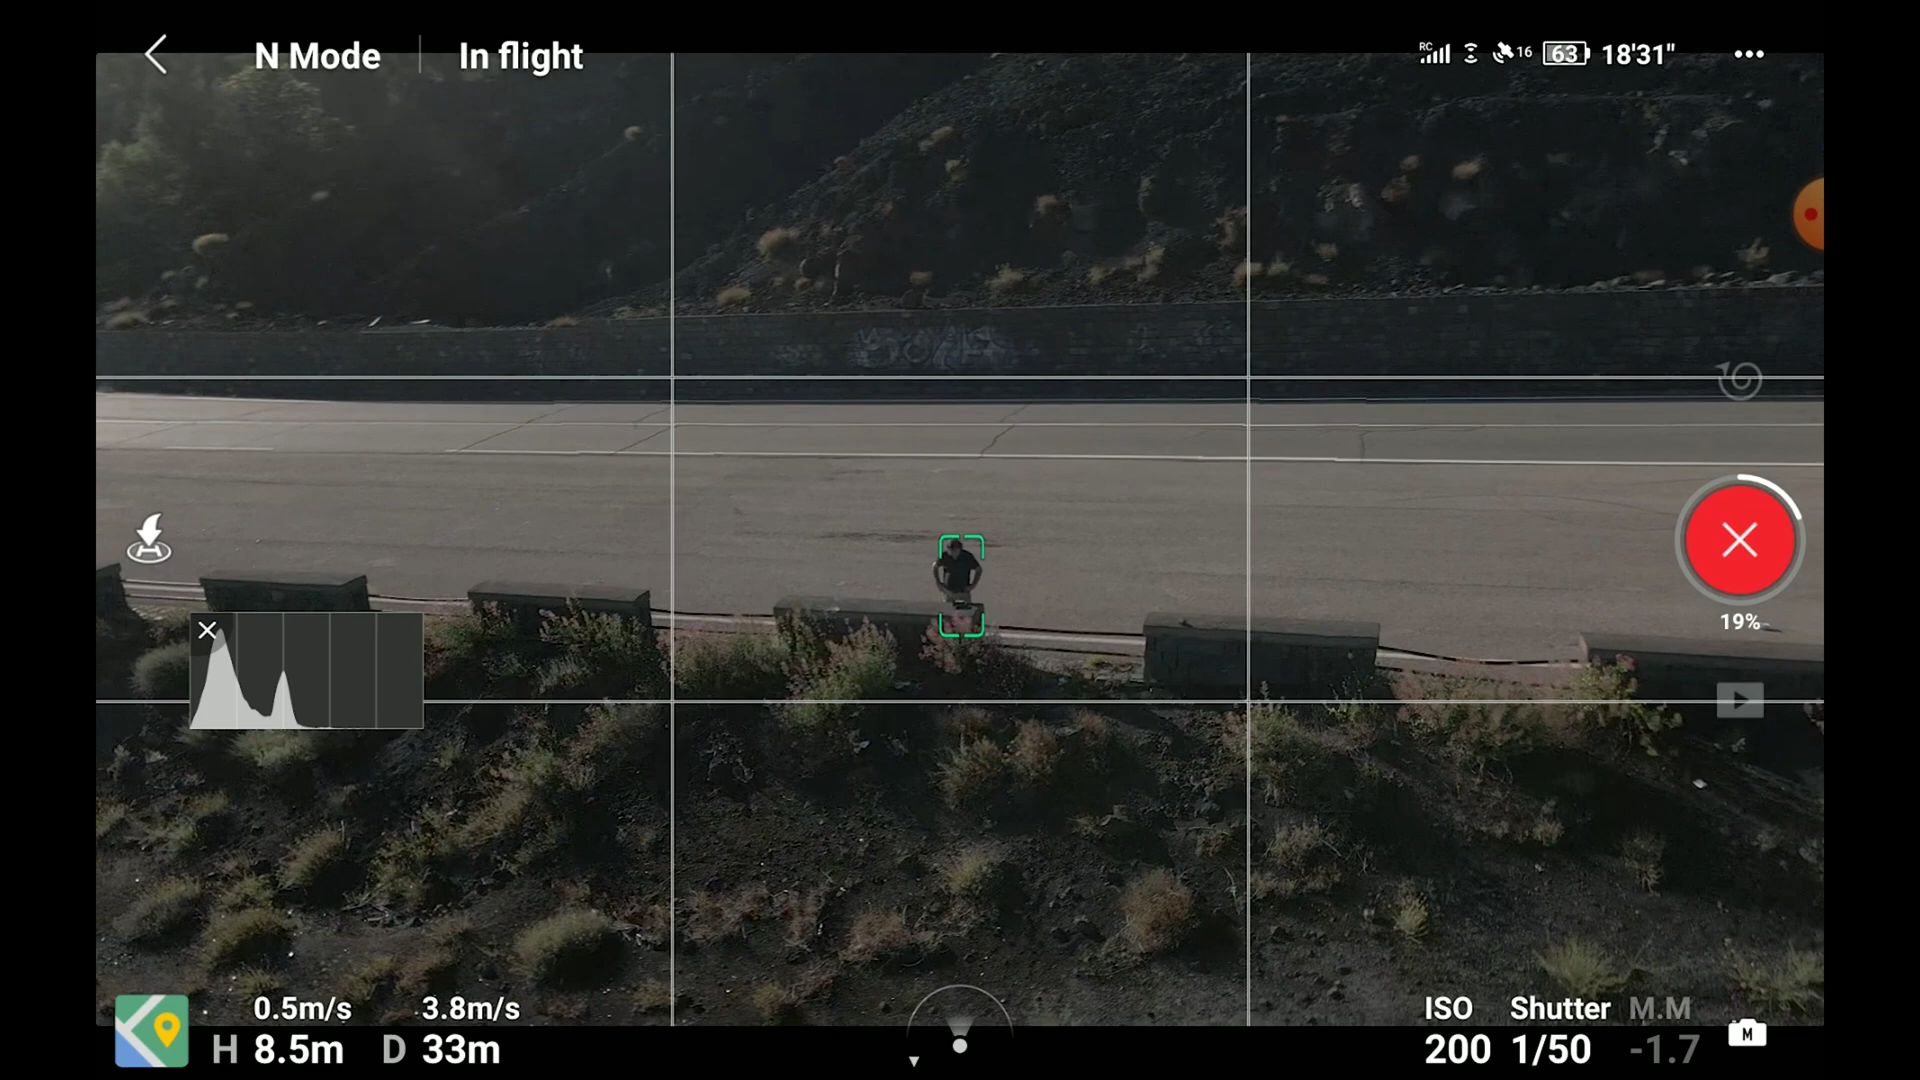 N Mode In flight
RC 16 63 18'31"
19%
0.5m/s 3.8m/s
H 8.5m D 33m
ISO Shutter M.M
200 1/50 -1.7
M